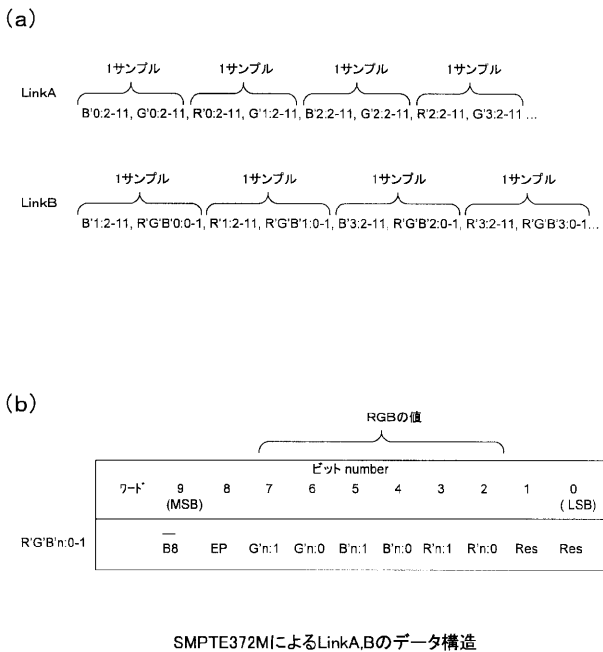 (a)
1サンプル 1サンプル 1サンプル 1サンプル
LinkA
B'0:2-11, G'0:2-11, R'0:2-11, G'1:2-11, B'2:2-11, G'2:2-11, R'2:2-11, G'3:2-11 ...
1サンプル 1サンプル 1サンプル 1サンプル
LinkB
B'1:2-11, R'G'B'0:0-1, R'1:2-11, R'G'B'1:0-1, B'3:2-11, R'G'B'2:0-1, R'3:2-11, R'G'B'3:0-1...
(b)
RGBの値
ビット number
ワード 9 8 7 6 5 4 3 2 1 0
(MSB) ( LSB)
R'G'B'n:0-1 B8 EP G'n:1 G'n:0 B'n:1 B'n:0 R'n:1 R'n:0 Res Res
SMPTE372MによるLinkA,Bのデータ構造